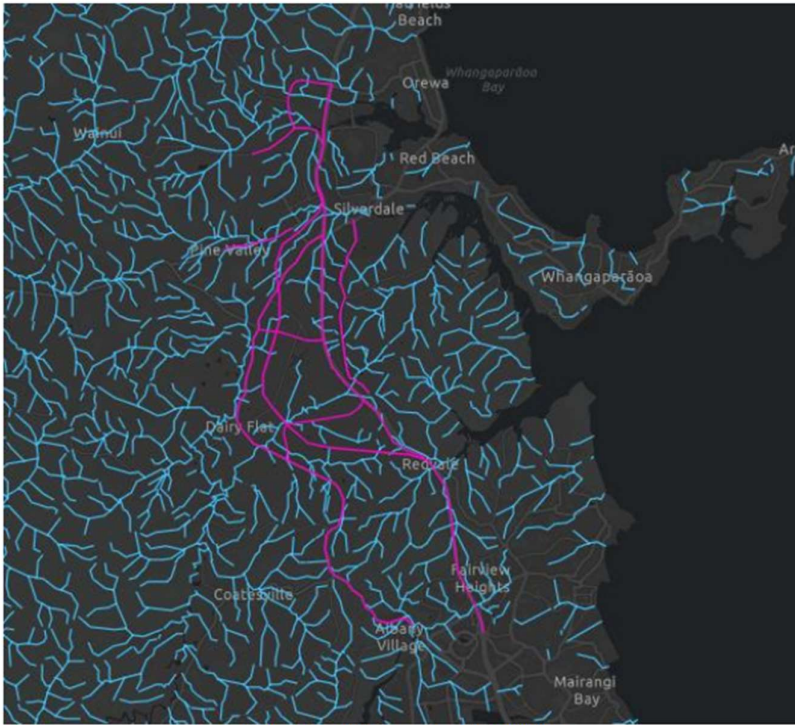 Beach
Whangaparāoa
Bay
Orewa
Wainui
Red Beach
Silverdale
Pine Valley
Whangaparāoa
Dairy Flat
Redvale
Fairview
Heights
Coatesville
Albany
Village
Mairangi
Bay